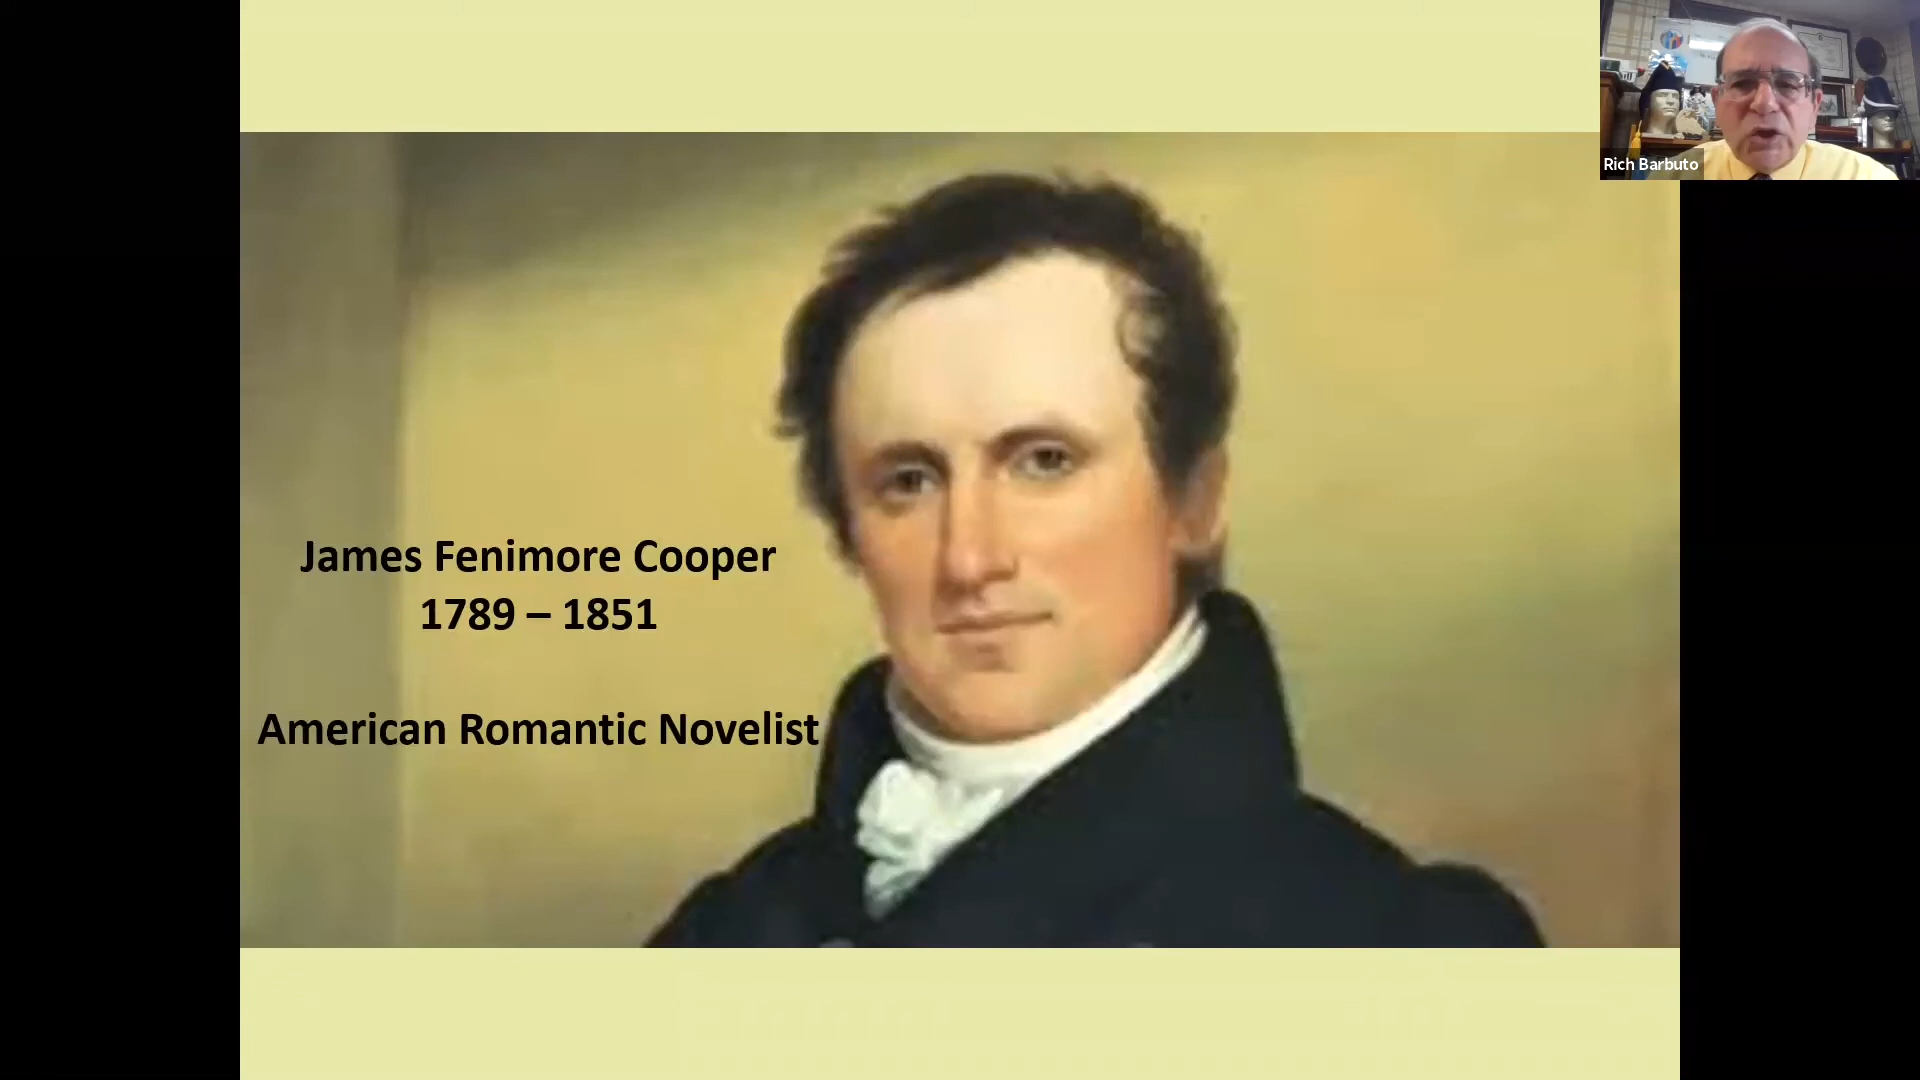 James Fenimore Cooper
1789 – 1851
American Romantic Novelist
Rich Barbuto